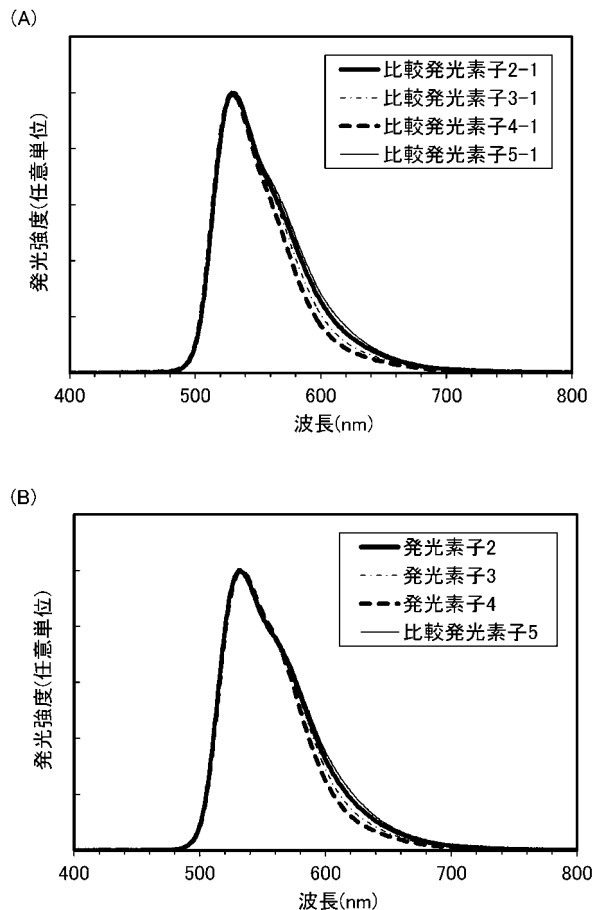 (A)
比較発光素子2-1
比較発光素子3-1
比較発光素子4-1
比較発光素子5-1
発光強度(任意単位)
400 500 600 700 800
波長(nm)
(B)
発光素子2
発光素子3
発光素子4
比較発光素子5
発光強度(任意単位)
400 500 600 700 800
波長(nm)